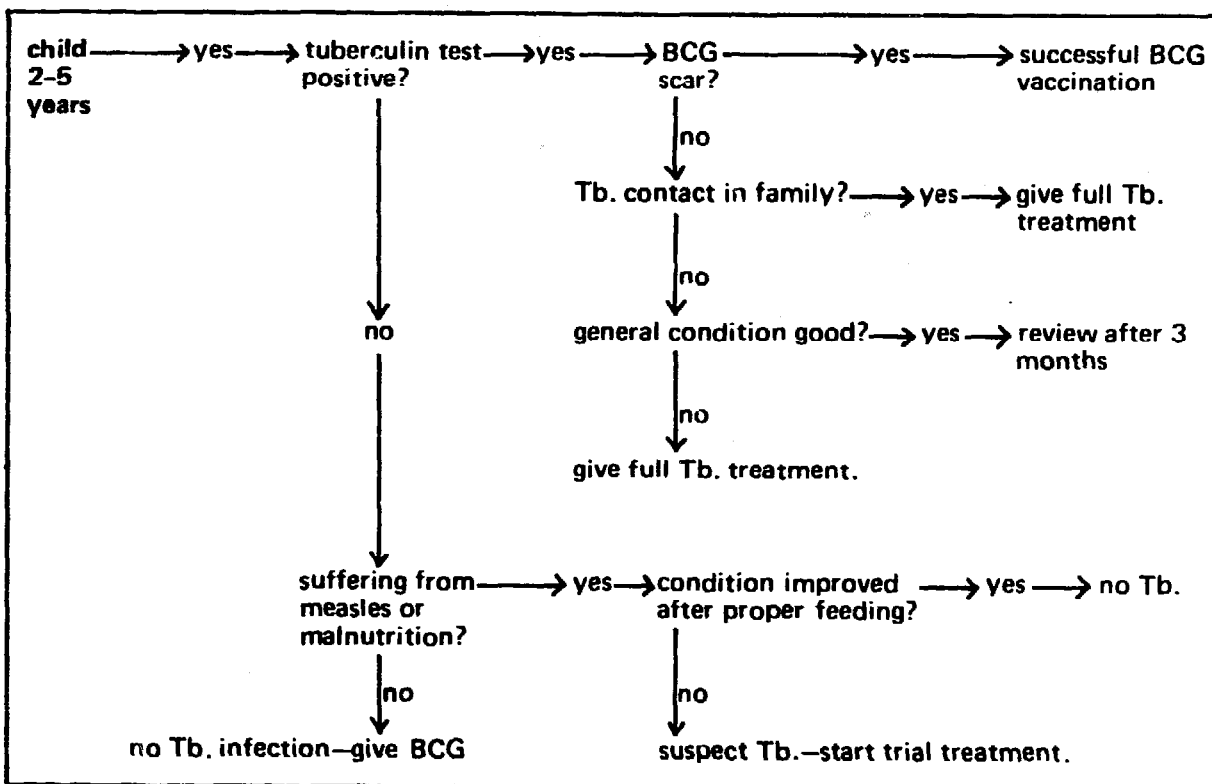 child yes tuberculin test yes BCG yes successful BCG
2-5 positive? scar? vaccination
years
no
Tb. contact in family? yes give full Tb.
treatment
no
no general condition good? yes review after 3
months
no
give full Tb. treatment.
suffering from yes condition improved yes no Tb.
measles or after proper feeding?
malnutrition?
no no
no Tb. infection—give BCG suspect Tb.—start trial treatment.